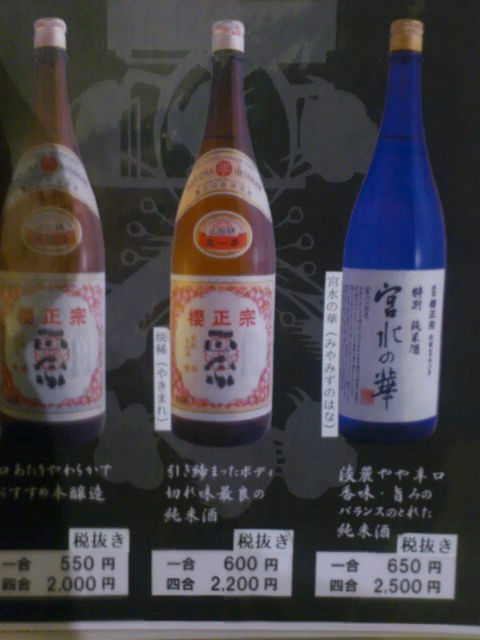 櫻正宗
口あたりやわらかで
おすすめ本醸造
税抜き
一合 550円
四合 2,000円
櫻正宗
焼稀（やきまれ）
引き締まったボディ
切れ味最良の
純米酒
税抜き
一合 600円
四合 2,200円
宮水の華（みやみずのはな）
櫻正宗
特別 純米酒
宮水の華
淡麗やや辛口
香味・旨みの
バランスのとれた
純米酒
税抜き
一合 650円
四合 2,500円